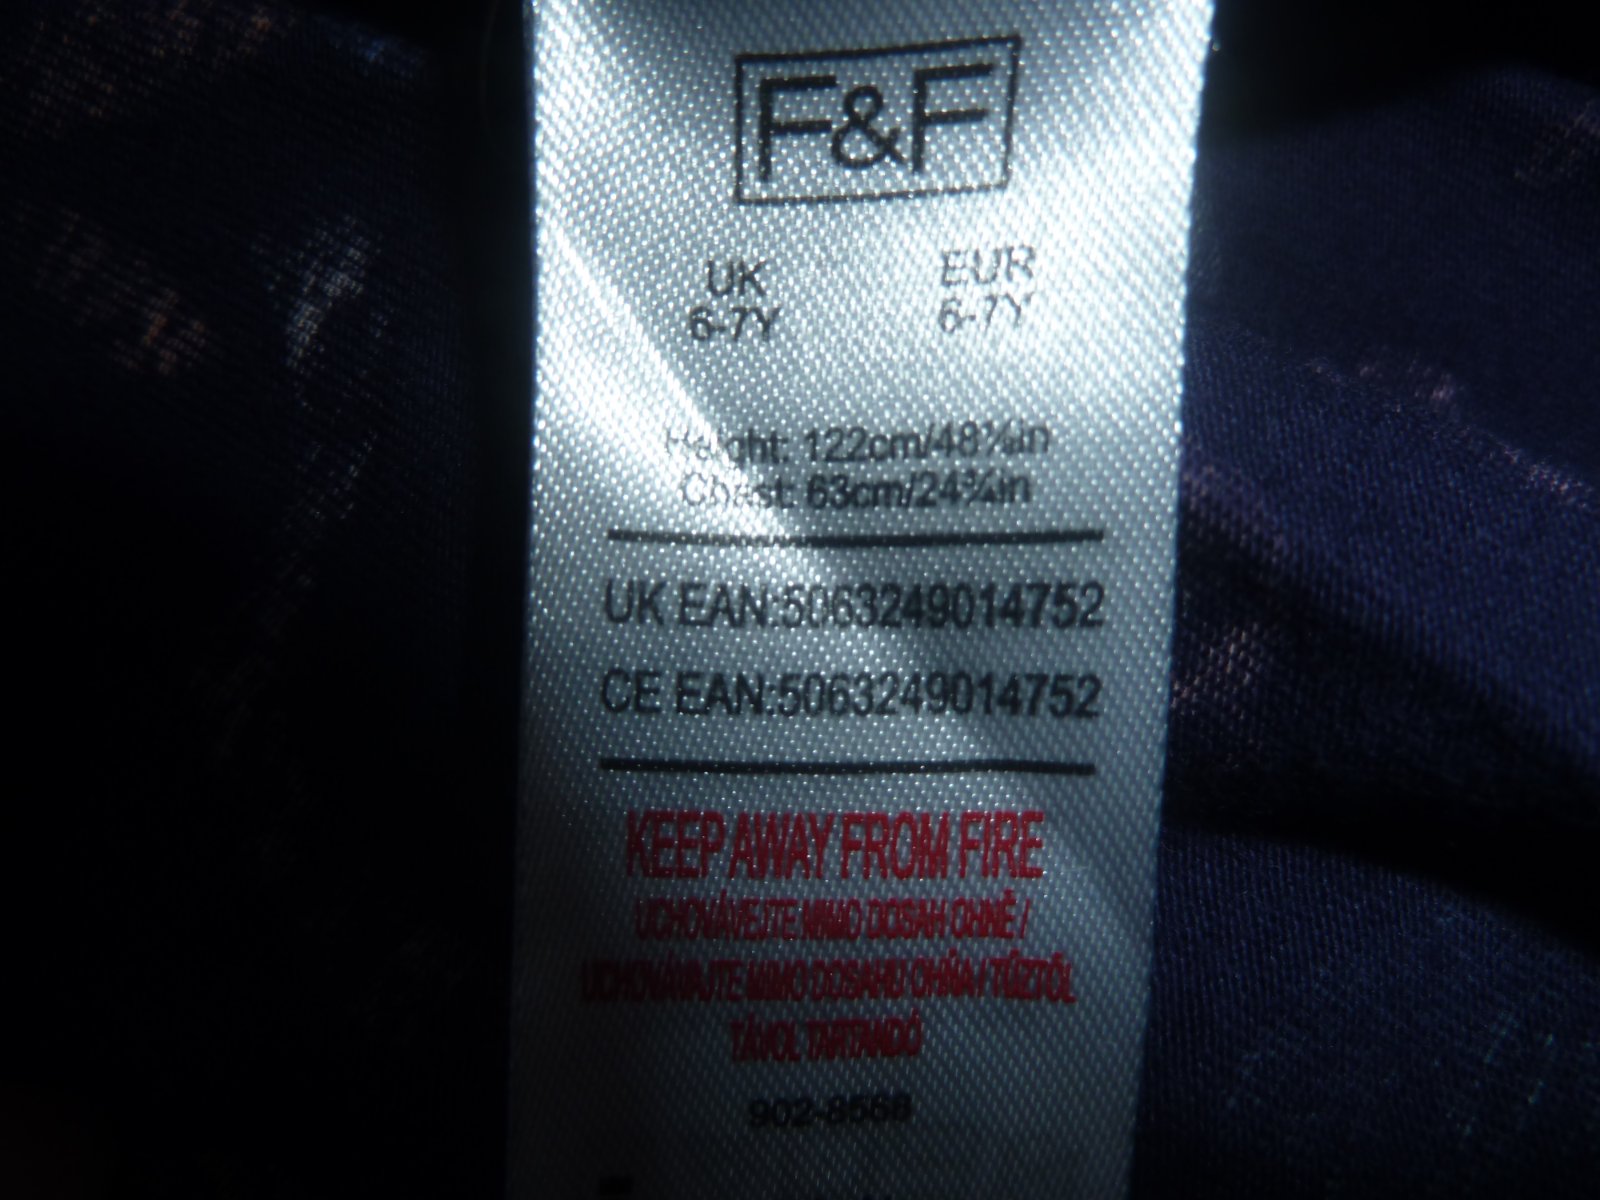 F&F
UK EUR
6-7Y 6-7Y
Height: 122cm/48¼in
Chest: 63cm/24¾in
UK EAN:5063249014752
CE EAN:5063249014752
KEEP AWAY FROM FIRE
UCHOVÁVEJTE MIMO DOSAH OHNĚ /
UCHOVÁVAJTE MIMO DOSAHU OHŇA / TŰZTŐL
TÁVOL TARTANDÓ
902-8568